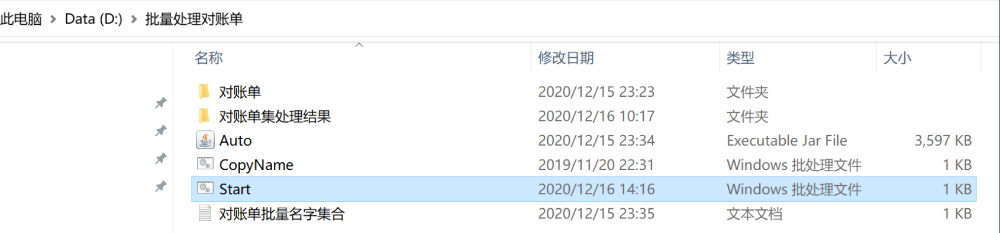 此电脑 > Data (D:) > 批量处理对账单
名称 修改日期 类型 大小
对账单 2020/12/15 23:23 文件夹
对账单集处理结果 2020/12/16 10:17 文件夹
Auto 2020/12/15 23:34 Executable Jar File 3,597 KB
CopyName 2019/11/20 22:31 Windows 批处理文件 1 KB
Start 2020/12/16 14:16 Windows 批处理文件 1 KB
对账单批量名字集合 2020/12/15 23:35 文本文档 1 KB